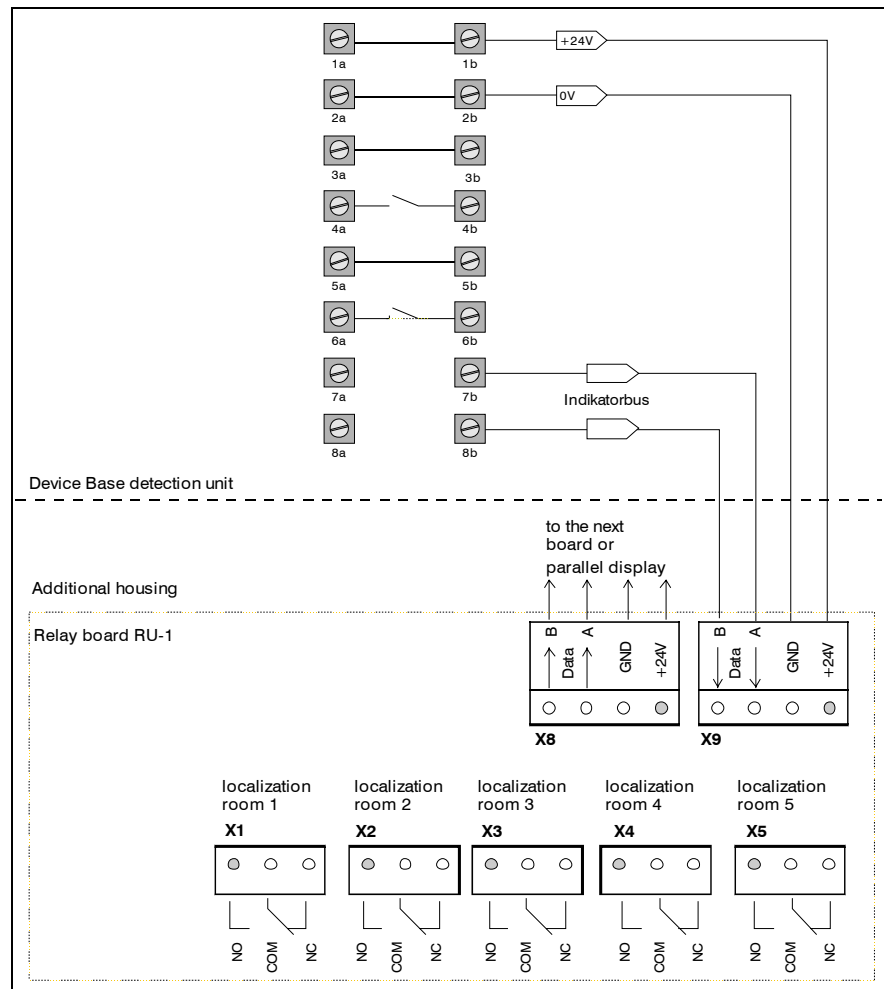 +24V
1a
1b
0V
2a
2b
3a
3b
4a
4b
5a
5b
6a
6b
7a
7b
Indikatorbus
8a
8b
Device Base detection unit
to the next
board or
parallel display
Additional housing
Relay board RU-1
B
Data
A
GND
+24V
B
Data
A
GND
+24V
X8
X9
localization
room 1
localization
room 2
localization
room 3
localization
room 4
localization
room 5
X1
X2
X3
X4
X5
NO
COM
NC
NO
COM
NC
NO
COM
NC
NO
COM
NC
NO
COM
NC